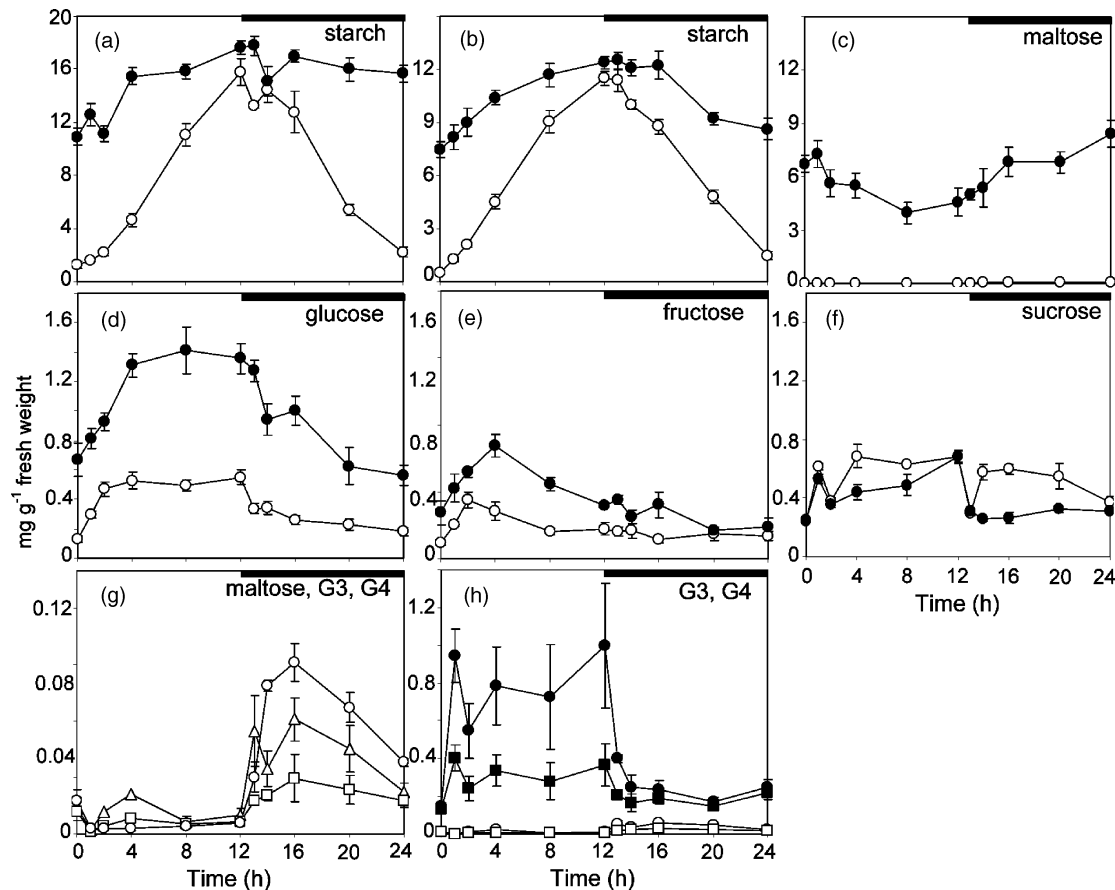 (a) starch
20
16
12
8
4
0
(b) starch
12
9
6
3
0
(c) maltose
12
9
6
3
0
mg g-1 fresh weight
(d) glucose
1.6
1.2
0.8
0.4
0
(e) fructose
1.6
1.2
0.8
0.4
0
(f) sucrose
1.6
1.2
0.8
0.4
0
0 4 8 12 16 20 24
Time (h)
(g) maltose, G3, G4
0.12
0.08
0.04
0
0 4 8 12 16 20 24
Time (h)
(h) G3, G4
1.2
0.8
0.4
0
0 4 8 12 16 20 24
Time (h)